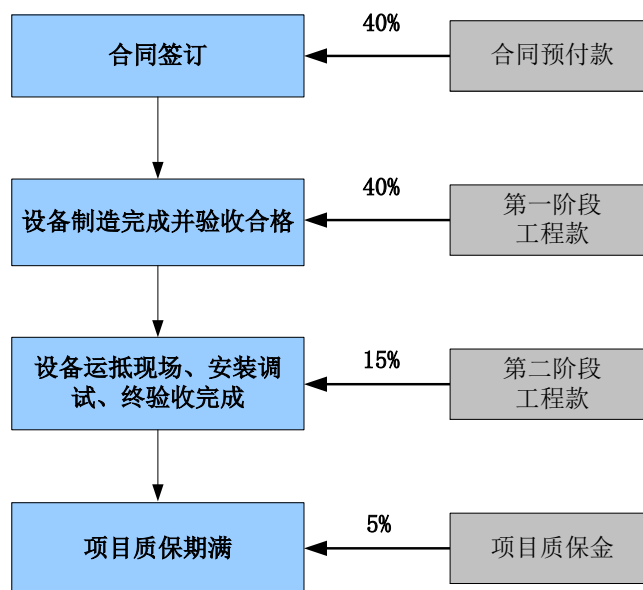 40%
合同签订
合同预付款
40%
设备制造完成并验收合格
第一阶段
工程款
设备运抵现场、安装调
试、终验收完成
15%
第二阶段
工程款
5%
项目质保期满
项目质保金